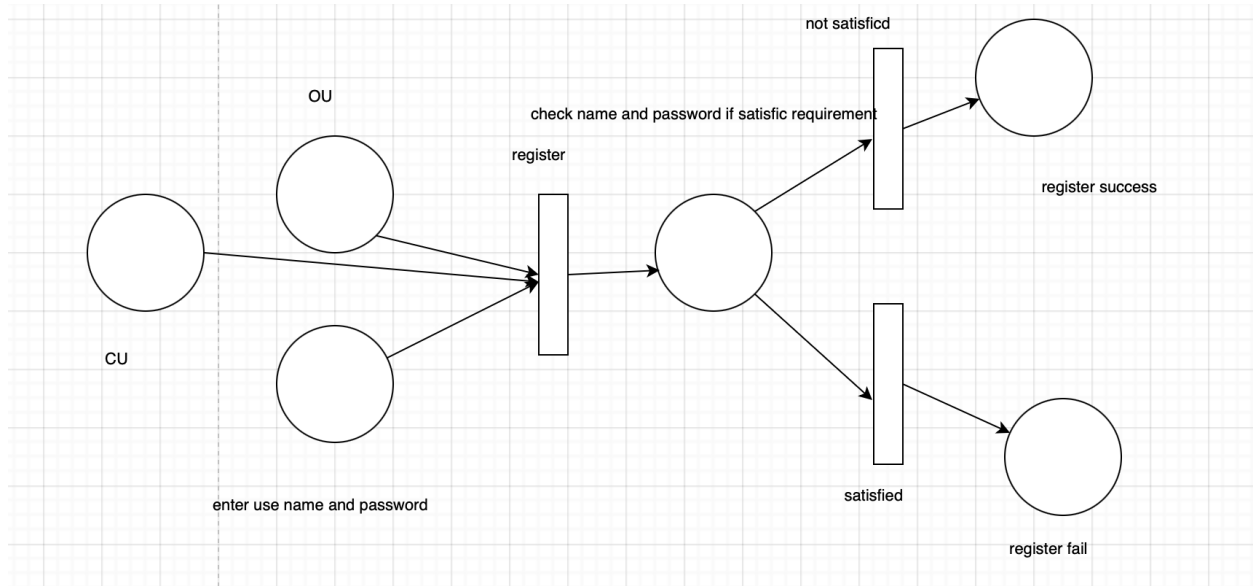 not satisficd
OU
check name and password if satisfic requirement
register
register success
CU
satisfied
enter use name and password
register fail